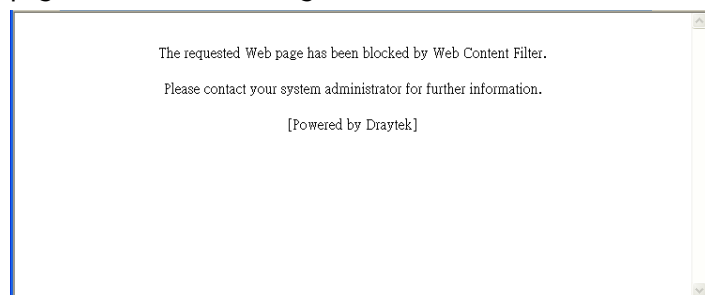 The requested Web page has been blocked by Web Content Filter.
Please contact your system administrator for further information.
[Powered by Draytek]